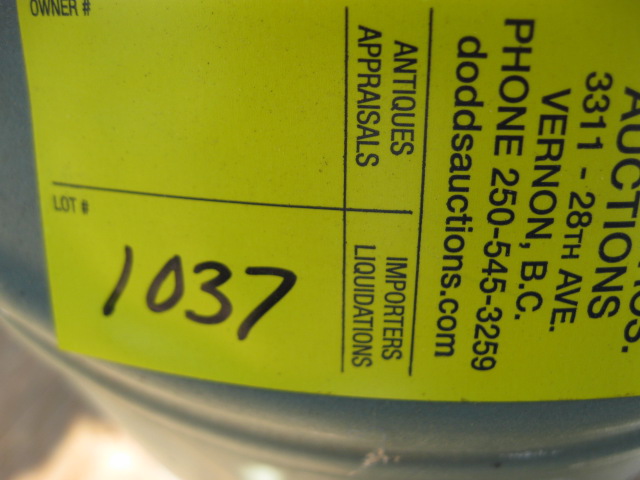 OWNER #
LOT #
1037
ANTIQUES
APPRAISALS
IMPORTERS
LIQUIDATIONS
AUCTIONS
3311 - 28TH AVE.
VERNON, B.C.
PHONE 250-545-3259
doddsauctions.com